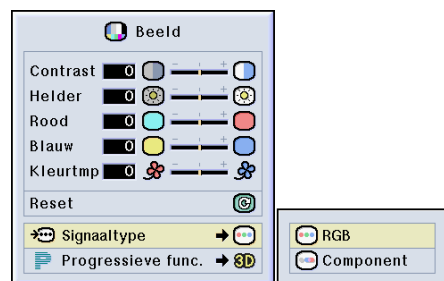 Beeld
Contrast 0 - +
Helder 0 - +
Rood 0 - +
Blauw 0 - +
Kleurtmp 0 - +
Reset
Signaaltype
Progressieve func. 3D
RGB
Component